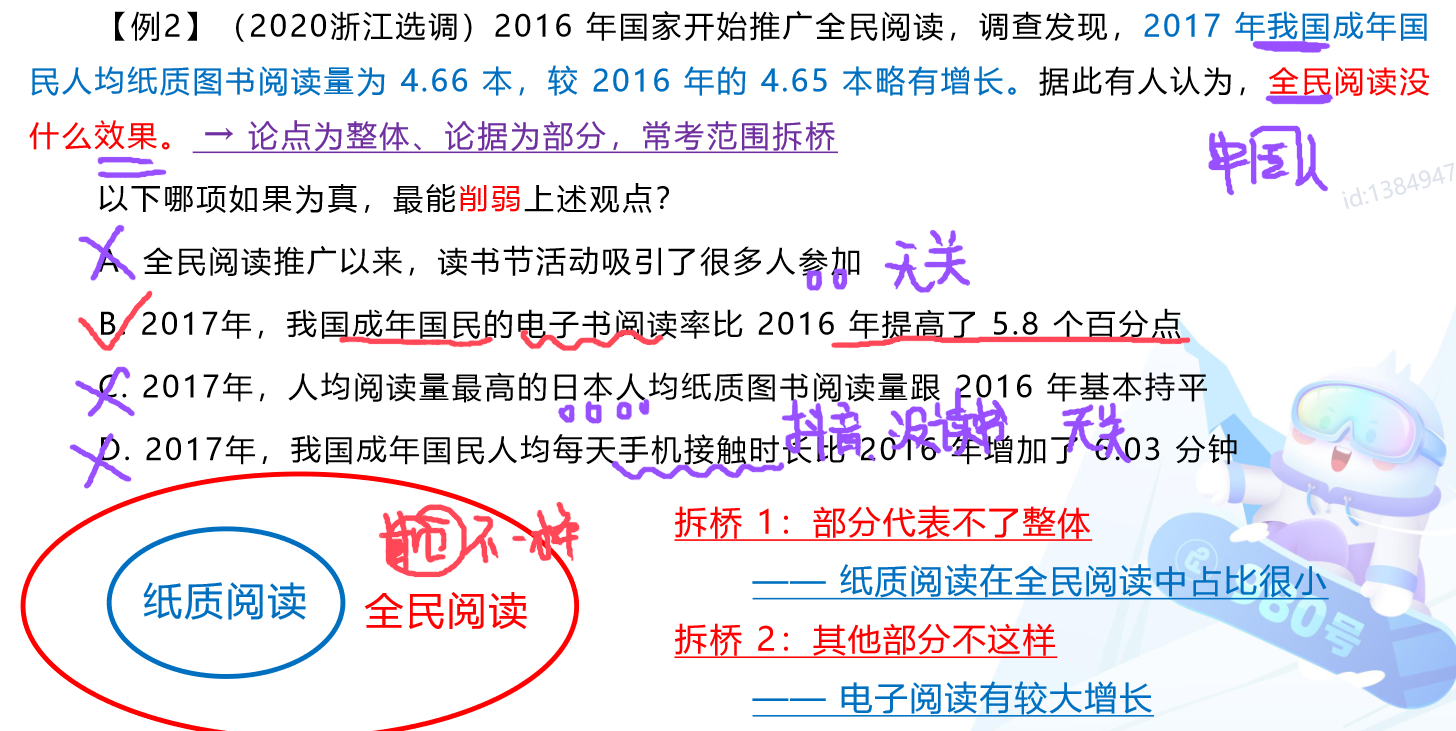 【例2】（2020浙江选调）2016 年国家开始推广全民阅读，调查发现，2017 年我国成年国
民人均纸质图书阅读量为 4.66 本，较 2016 年的 4.65 本略有增长。据此有人认为，全民阅读没
什么效果。 → 论点为整体、论据为部分，常考范围拆桥
中国人
id:1384947
以下哪项如果为真，最能削弱上述观点？
A. 全民阅读推广以来，读书节活动吸引了很多人参加 无关
B. 2017年，我国成年国民的电子书阅读率比 2016 年提高了 5.8 个百分点
C. 2017年，人均阅读量最高的日本人均纸质图书阅读量跟 2016 年基本持平
抖音 没读书 无关
D. 2017年，我国成年国民人均每天手机接触时长比 2016 年增加了 0.03 分钟
不一样
纸质阅读
全民阅读
拆桥 1：部分代表不了整体
—— 纸质阅读在全民阅读中占比很小
拆桥 2：其他部分不这样
—— 电子阅读有较大增长
980号